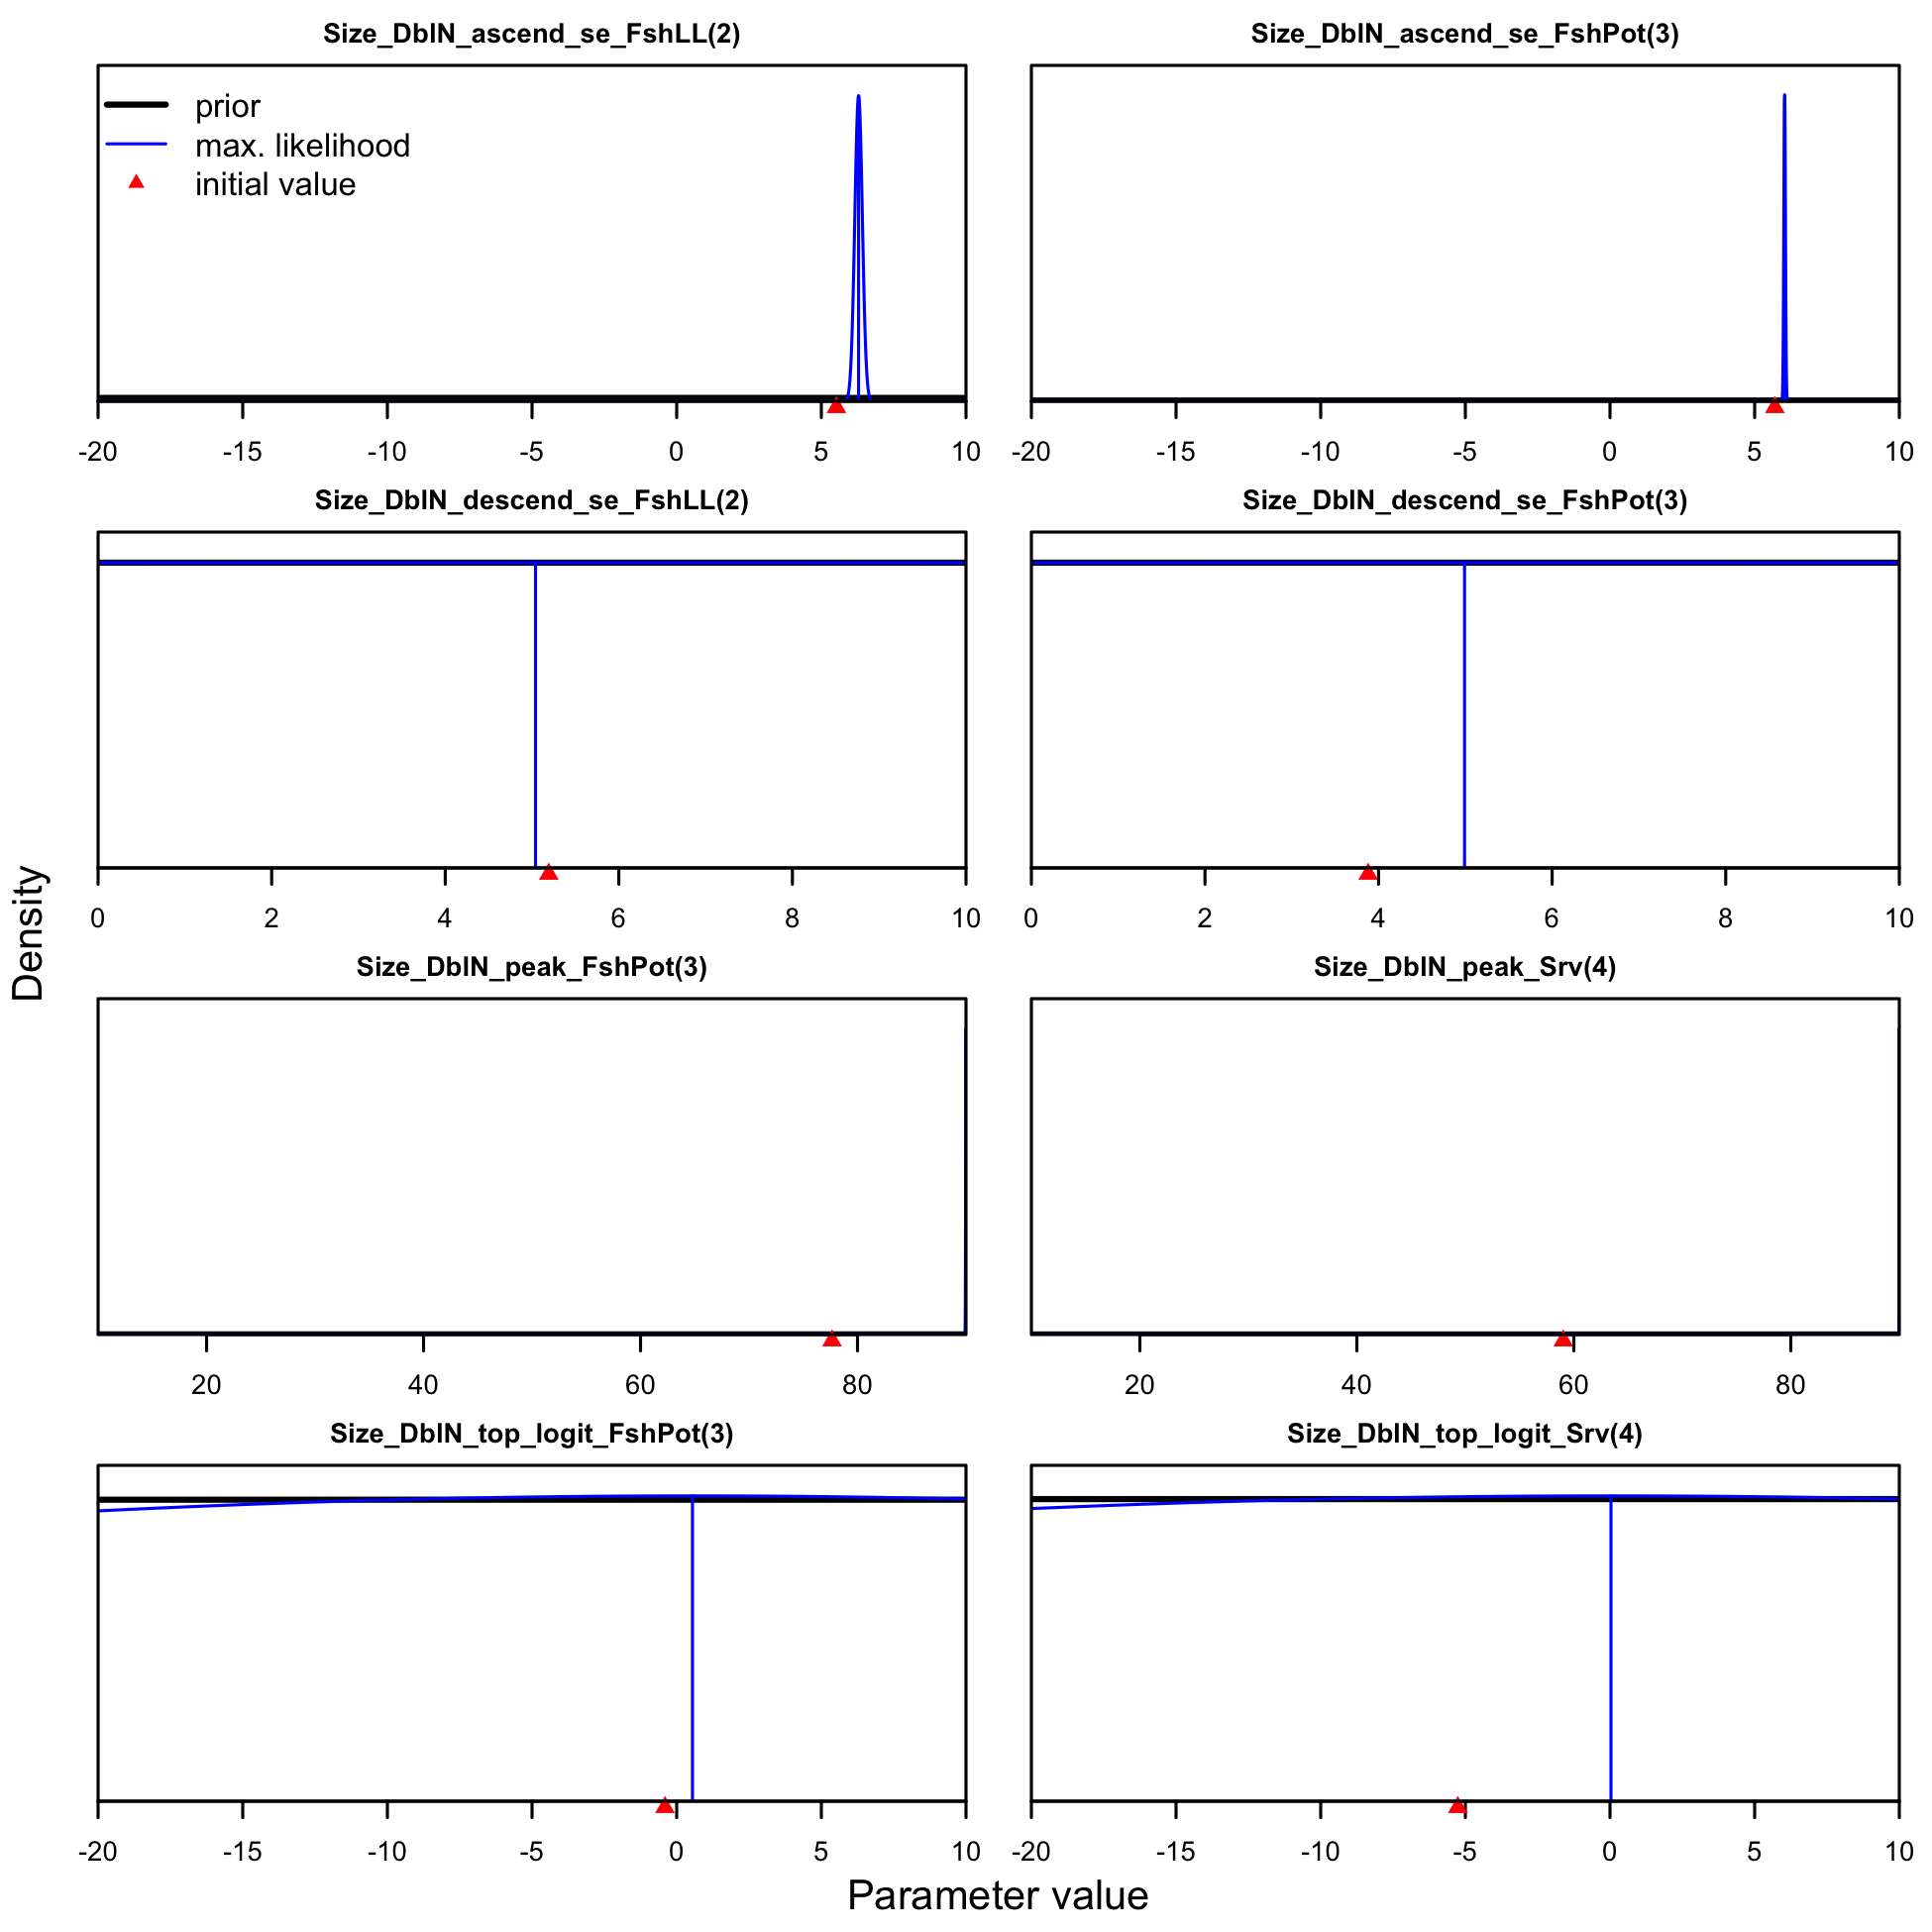 Size_DblN_ascend_se_FshLL(2)
prior
max. likelihood
initial value
-20 -15 -10 -5 0 5 10
Size_DblN_ascend_se_FshPot(3)
-20 -15 -10 -5 0 5 10
Size_DblN_descend_se_FshLL(2)
0 2 4 6 8 10
Size_DblN_descend_se_FshPot(3)
0 2 4 6 8 10
Size_DblN_peak_FshPot(3)
20 40 60 80
Size_DblN_peak_Srv(4)
20 40 60 80
Size_DblN_top_logit_FshPot(3)
-20 -15 -10 -5 0 5 10
Size_DblN_top_logit_Srv(4)
-20 -15 -10 -5 0 5 10
Density
Parameter value